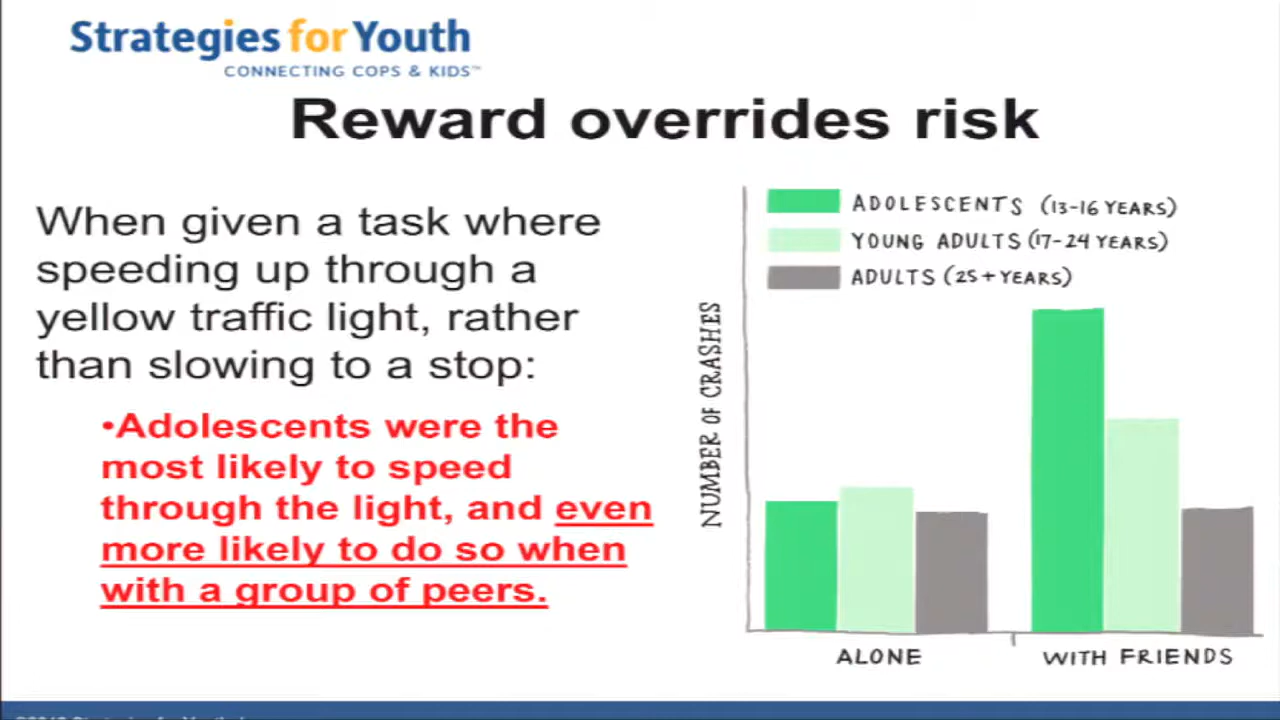 Strategies for Youth
CONNECTING COPS & KIDS™
Reward overrides risk
When given a task where
speeding up through a
yellow traffic light, rather
than slowing to a stop:
•Adolescents were the
most likely to speed
through the light, and even
more likely to do so when
with a group of peers.
ADOLESCENTS (13-16 YEARS)
YOUNG ADULTS (17-24 YEARS)
ADULTS (25+YEARS)
NUMBER OF CRASHES
ALONE
WITH FRIENDS